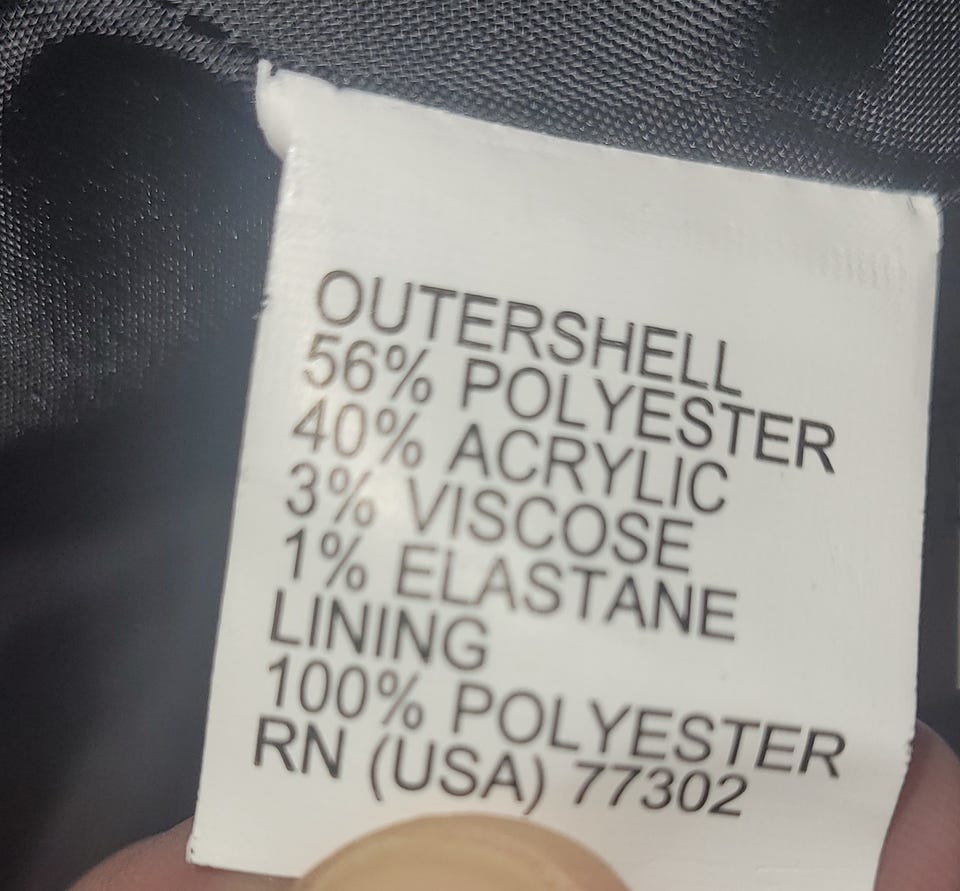 OUTERSHELL
56% POLYESTER
40% ACRYLIC
3% VISCOSE
1% ELASTANE
LINING
100% POLYESTER
RN (USA) 77302